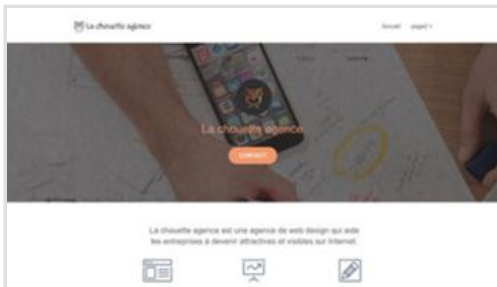 La chouette agence
Accueil page2
La chouette agence
CONTACT
La chouette agence est une agence de web design qui aide
les entreprises à devenir attractives et visibles sur Internet.